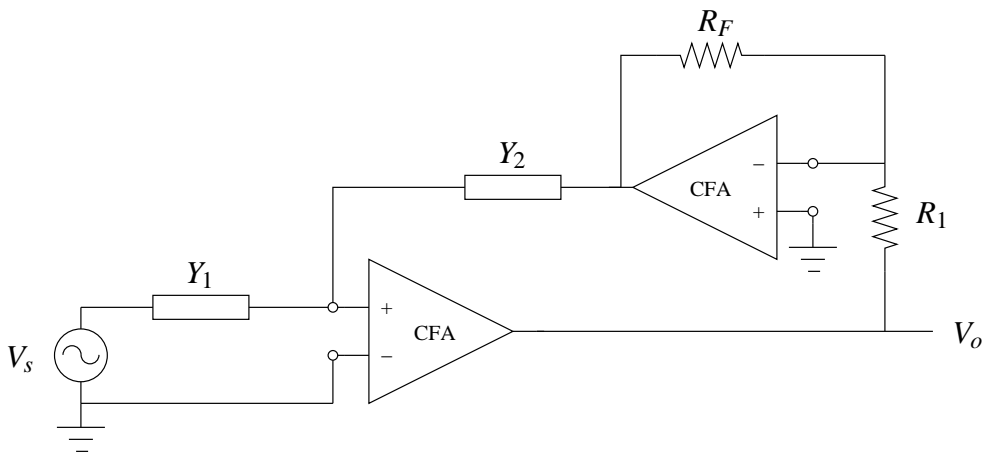 R_F
Y_2
−
CFA
+
R_1
Y_1
+
CFA
−
V_s
V_o